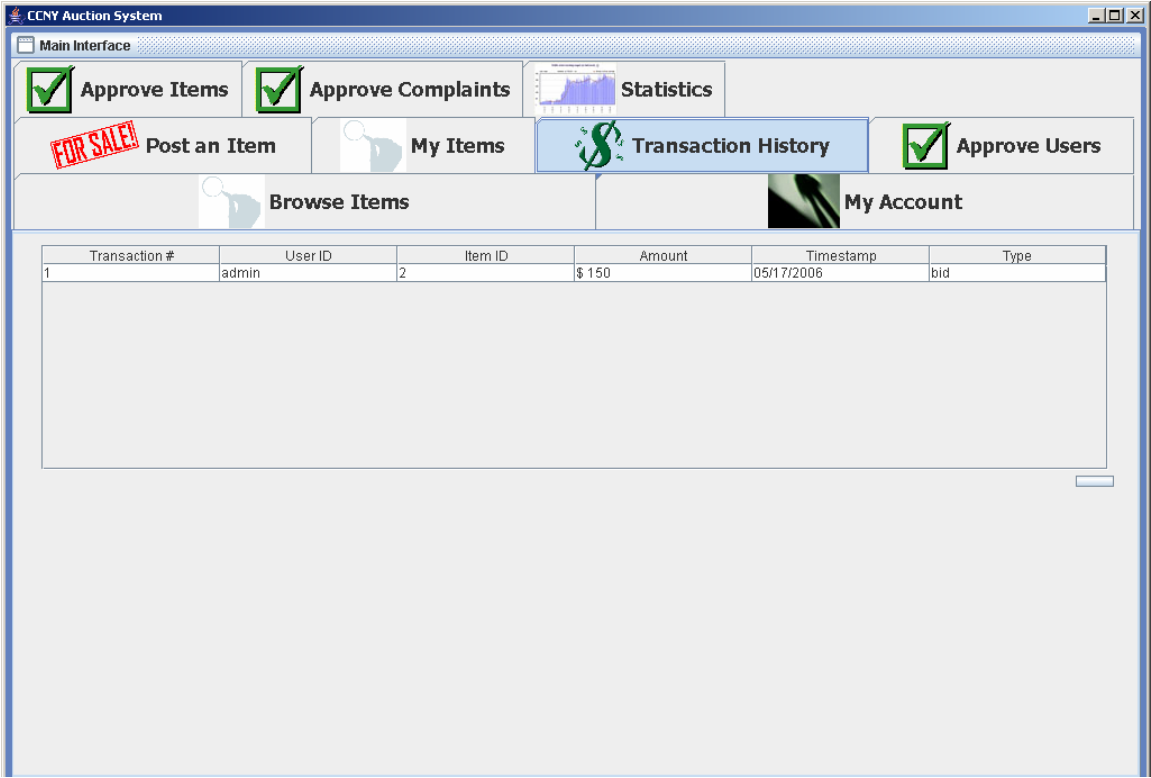 CCNY Auction System
Main Interface
Approve Items Approve Complaints Statistics
FOR SALE! Post an Item My Items Transaction History Approve Users
Browse Items My Account
Transaction # User ID Item ID Amount Timestamp Type
1 admin 2 $ 150 05/17/2006 bid